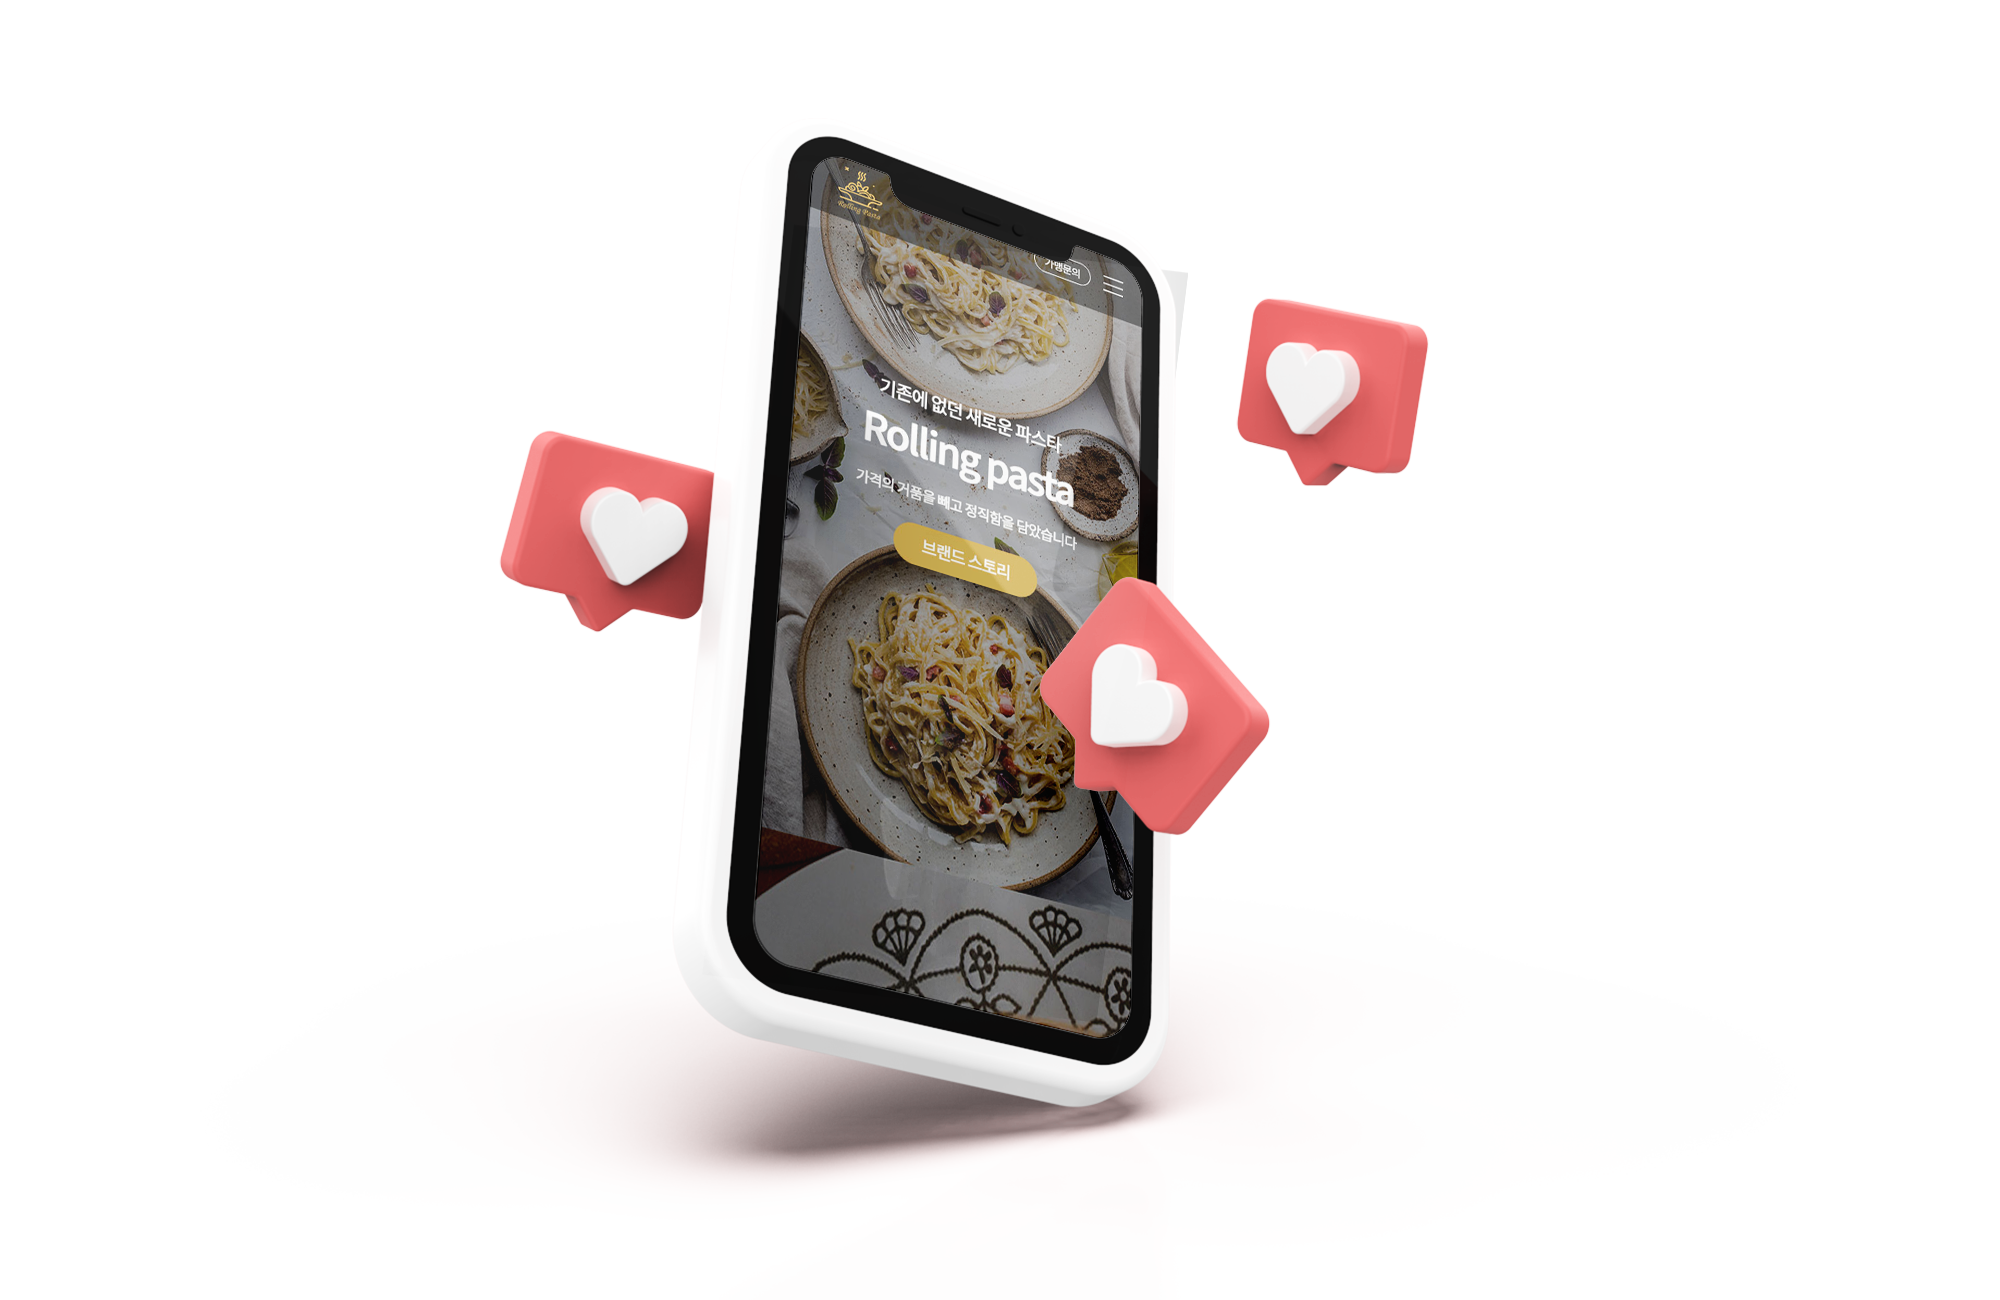 Rolling Pasta
가맹문의
기존에 없던 새로운 파스타
Rolling pasta
가격의 거품을 빼고 정직함을 담았습니다
브랜드 스토리